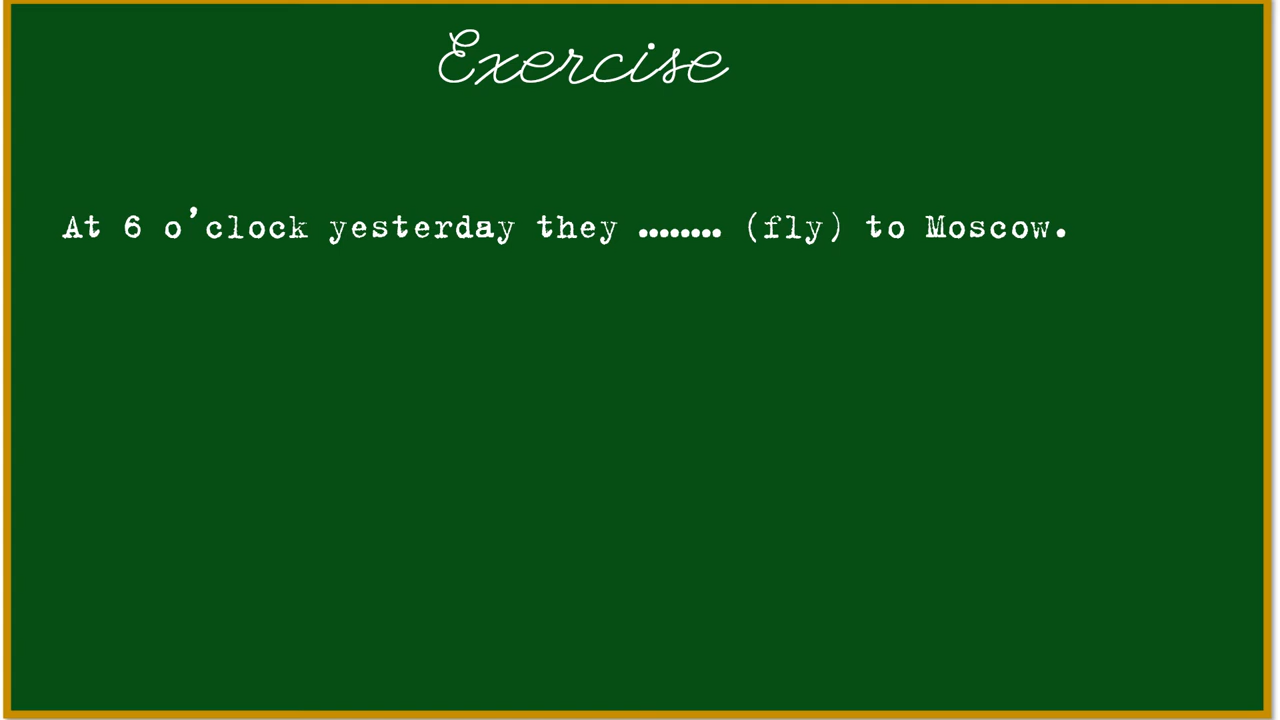 Exercise
At 6 o'clock yesterday they ........ (fly) to Moscow.